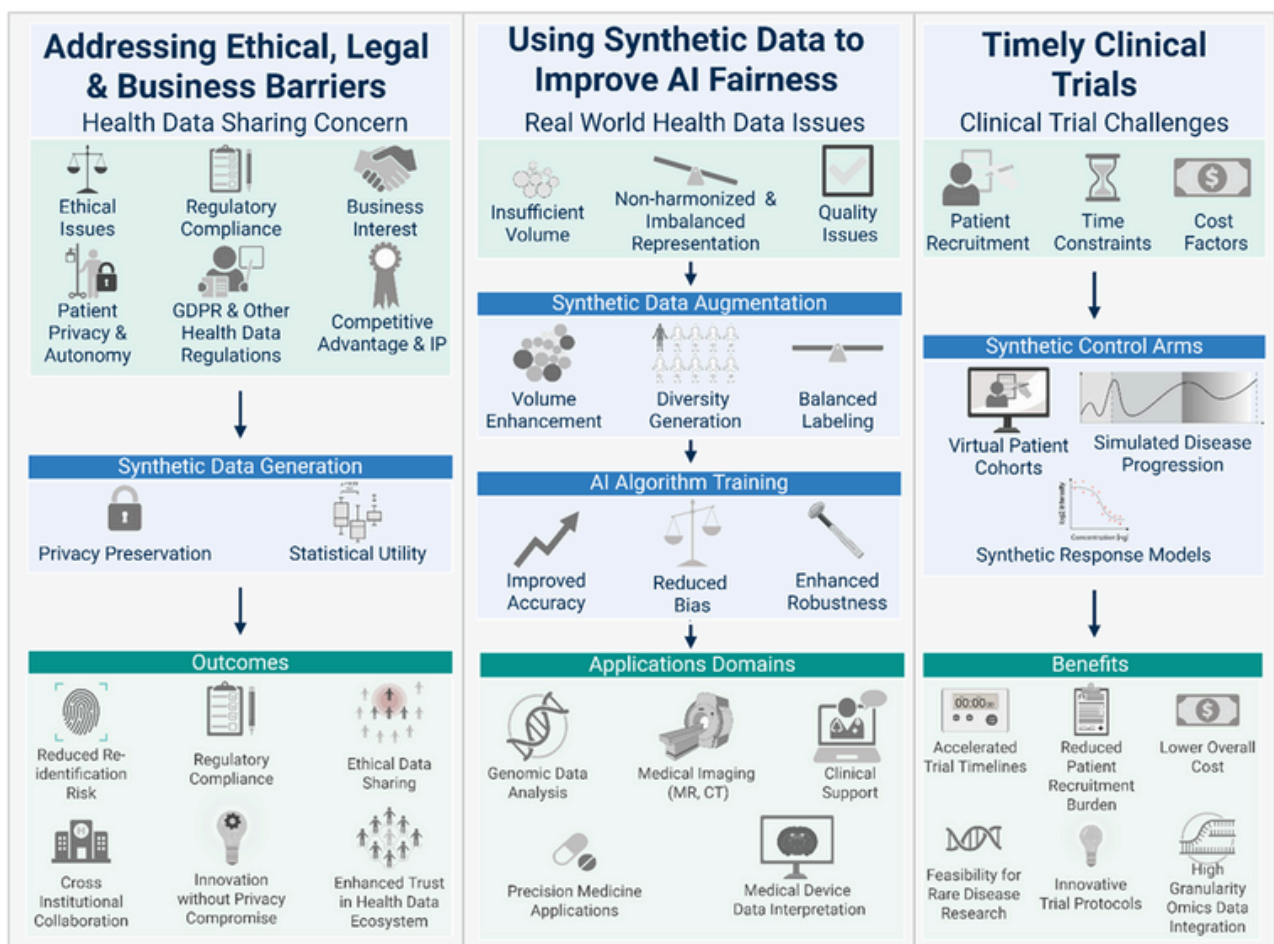 Addressing Ethical, Legal
& Business Barriers
Health Data Sharing Concern
Ethical
Issues
Regulatory
Compliance
Business
Interest
Patient
Privacy &
Autonomy
GDPR & Other
Health Data
Regulations
Competitive
Advantage & IP
Synthetic Data Generation
Privacy Preservation
Statistical Utility
Outcomes
Reduced Re-
identification
Risk
Regulatory
Compliance
Ethical Data
Sharing
Cross
Institutional
Collaboration
Innovation
without Privacy
Compromise
Enhanced Trust
in Health Data
Ecosystem
Using Synthetic Data to
Improve AI Fairness
Real World Health Data Issues
Insufficient
Volume
Non-harmonized &
Imbalanced
Representation
Quality
Issues
Synthetic Data Augmentation
Volume
Enhancement
Diversity
Generation
Balanced
Labeling
AI Algorithm Training
Improved
Accuracy
Reduced
Bias
Enhanced
Robustness
Applications Domains
Genomic Data
Analysis
Medical Imaging
(MR, CT)
Clinical
Support
Precision Medicine
Applications
Medical Device
Data Interpretation
Timely Clinical
Trials
Clinical Trial Challenges
Patient
Recruitment
Time
Constraints
Cost
Factors
Synthetic Control Arms
Virtual Patient
Cohorts
Simulated Disease
Progression
Log2 Intensity
Concentration (ng)
Synthetic Response Models
Benefits
00:00
Accelerated
Trial Timelines
Reduced
Patient
Recruitment
Burden
Lower Overall
Cost
Feasibility for
Rare Disease
Research
Innovative
Trial Protocols
High
Granularity
Omics Data
Integration